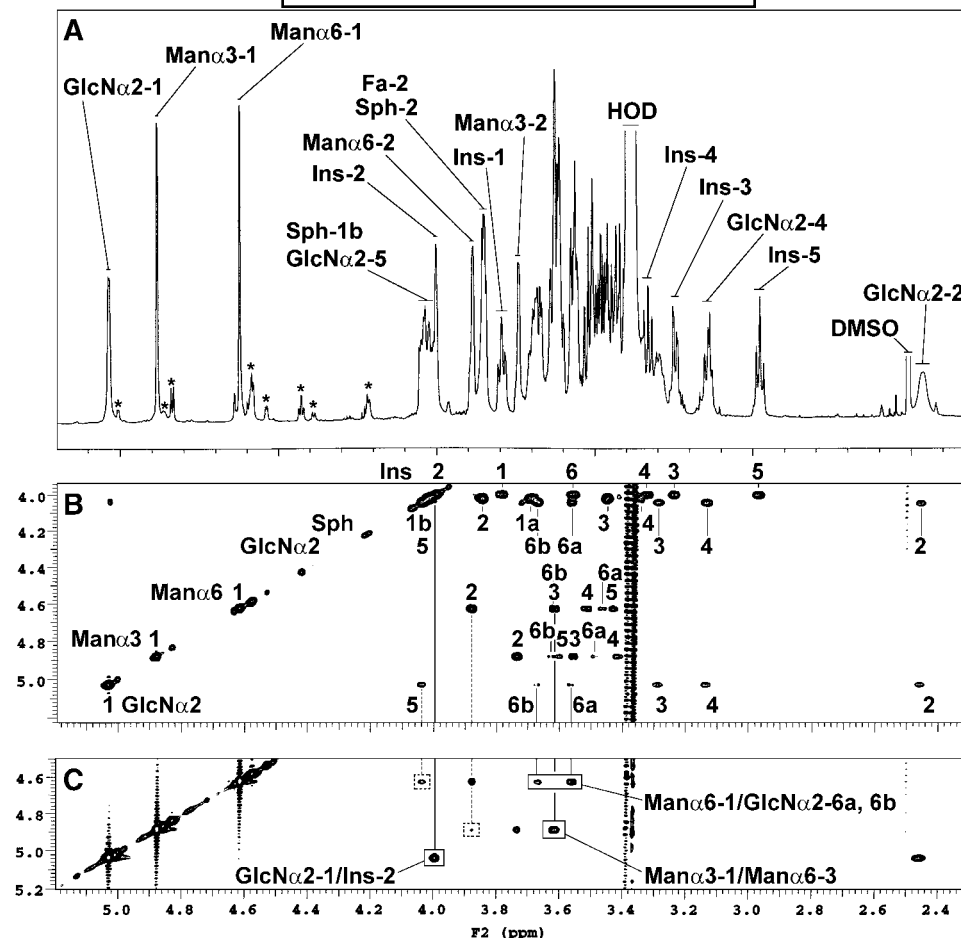 A
Manα6-1
Manα3-1
GlcNα2-1
Fa-2
Sph-2
HOD
Manα3-2
Manα6-2
Ins-1
Ins-4
Ins-2
Ins-3
Sph-1b
GlcNα2-5
GlcNα2-4
Ins-5
GlcNα2-2
DMSO
* * * * * * * *
Ins 2 1 6 4 3 5
B
4.0
4.2
4.4
4.6
4.8
5.0
Sph 1b 2 1a 3 4
GlcNα2 5 6b 6a 3 4 2
6b 6a
Manα6 1 2 3 4 5
6b 6a
Manα3 1 2 5 3 4
1 GlcNα2 5 6b 6a 3 4 2
C
4.6
4.8
5.0
5.2
Manα6-1/GlcNα2-6a, 6b
GlcNα2-1/Ins-2
Manα3-1/Manα6-3
5.0 4.8 4.6 4.4 4.2 4.0 3.8 3.6 3.4 3.2 3.0 2.8 2.6 2.4
F2 (ppm)